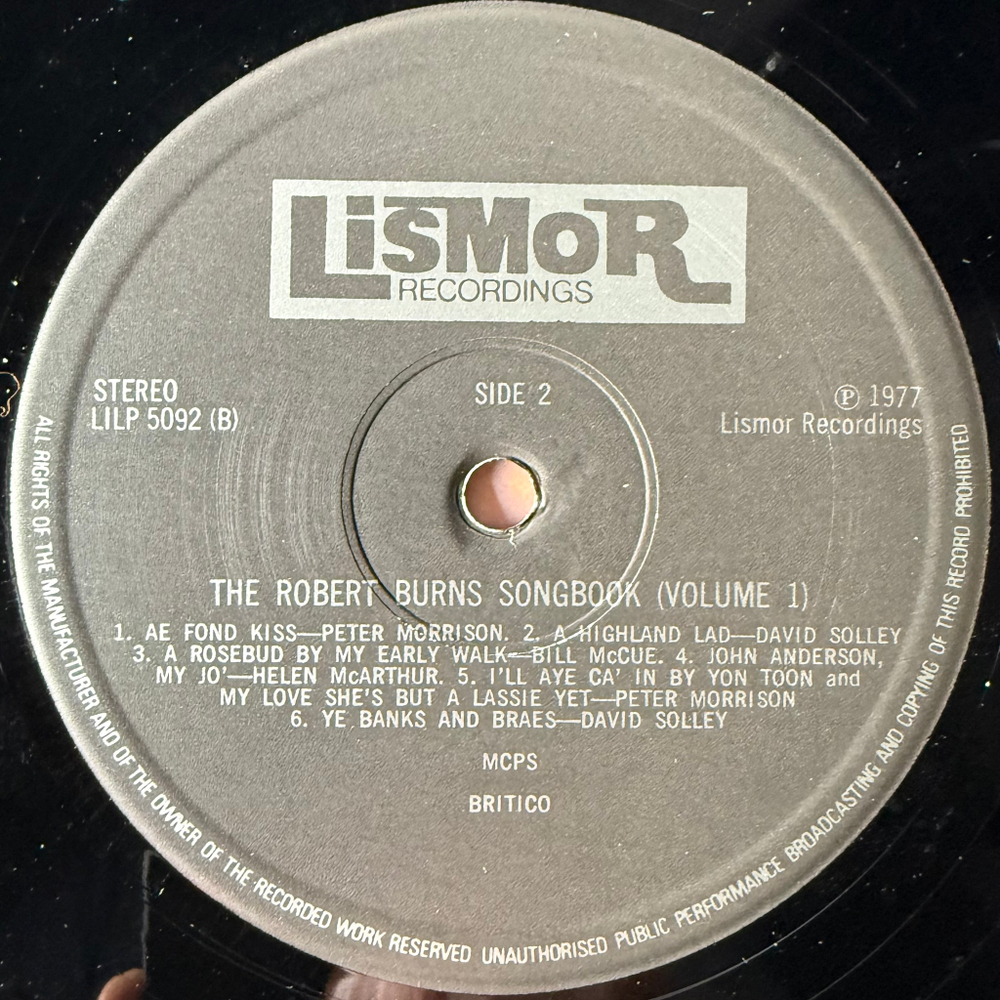 LiSMoR
RECORDINGS
STEREO
LILP 5092 (B)
SIDE 2
℗ 1977
Lismor Recordings
THE ROBERT BURNS SONGBOOK (VOLUME 1)
1. AE FOND KISS—PETER MORRISON. 2. A HIGHLAND LAD—DAVID SOLLEY
3. A ROSEBUD BY MY EARLY WALK—BILL McCUE. 4. JOHN ANDERSON,
MY JO'—HELEN McARTHUR. 5. I'LL AYE CA' IN BY YON TOON and
MY LOVE SHE'S BUT A LASSIE YET—PETER MORRISON
6. YE BANKS AND BRAES—DAVID SOLLEY
MCPS
BRITICO
ALL RIGHTS OF THE MANUFACTURER AND OF THE OWNER OF THE RECORDED WORK RESERVED UNAUTHORISED PUBLIC PERFORMANCE BROADCASTING AND COPYING OF THIS RECORD PROHIBITED